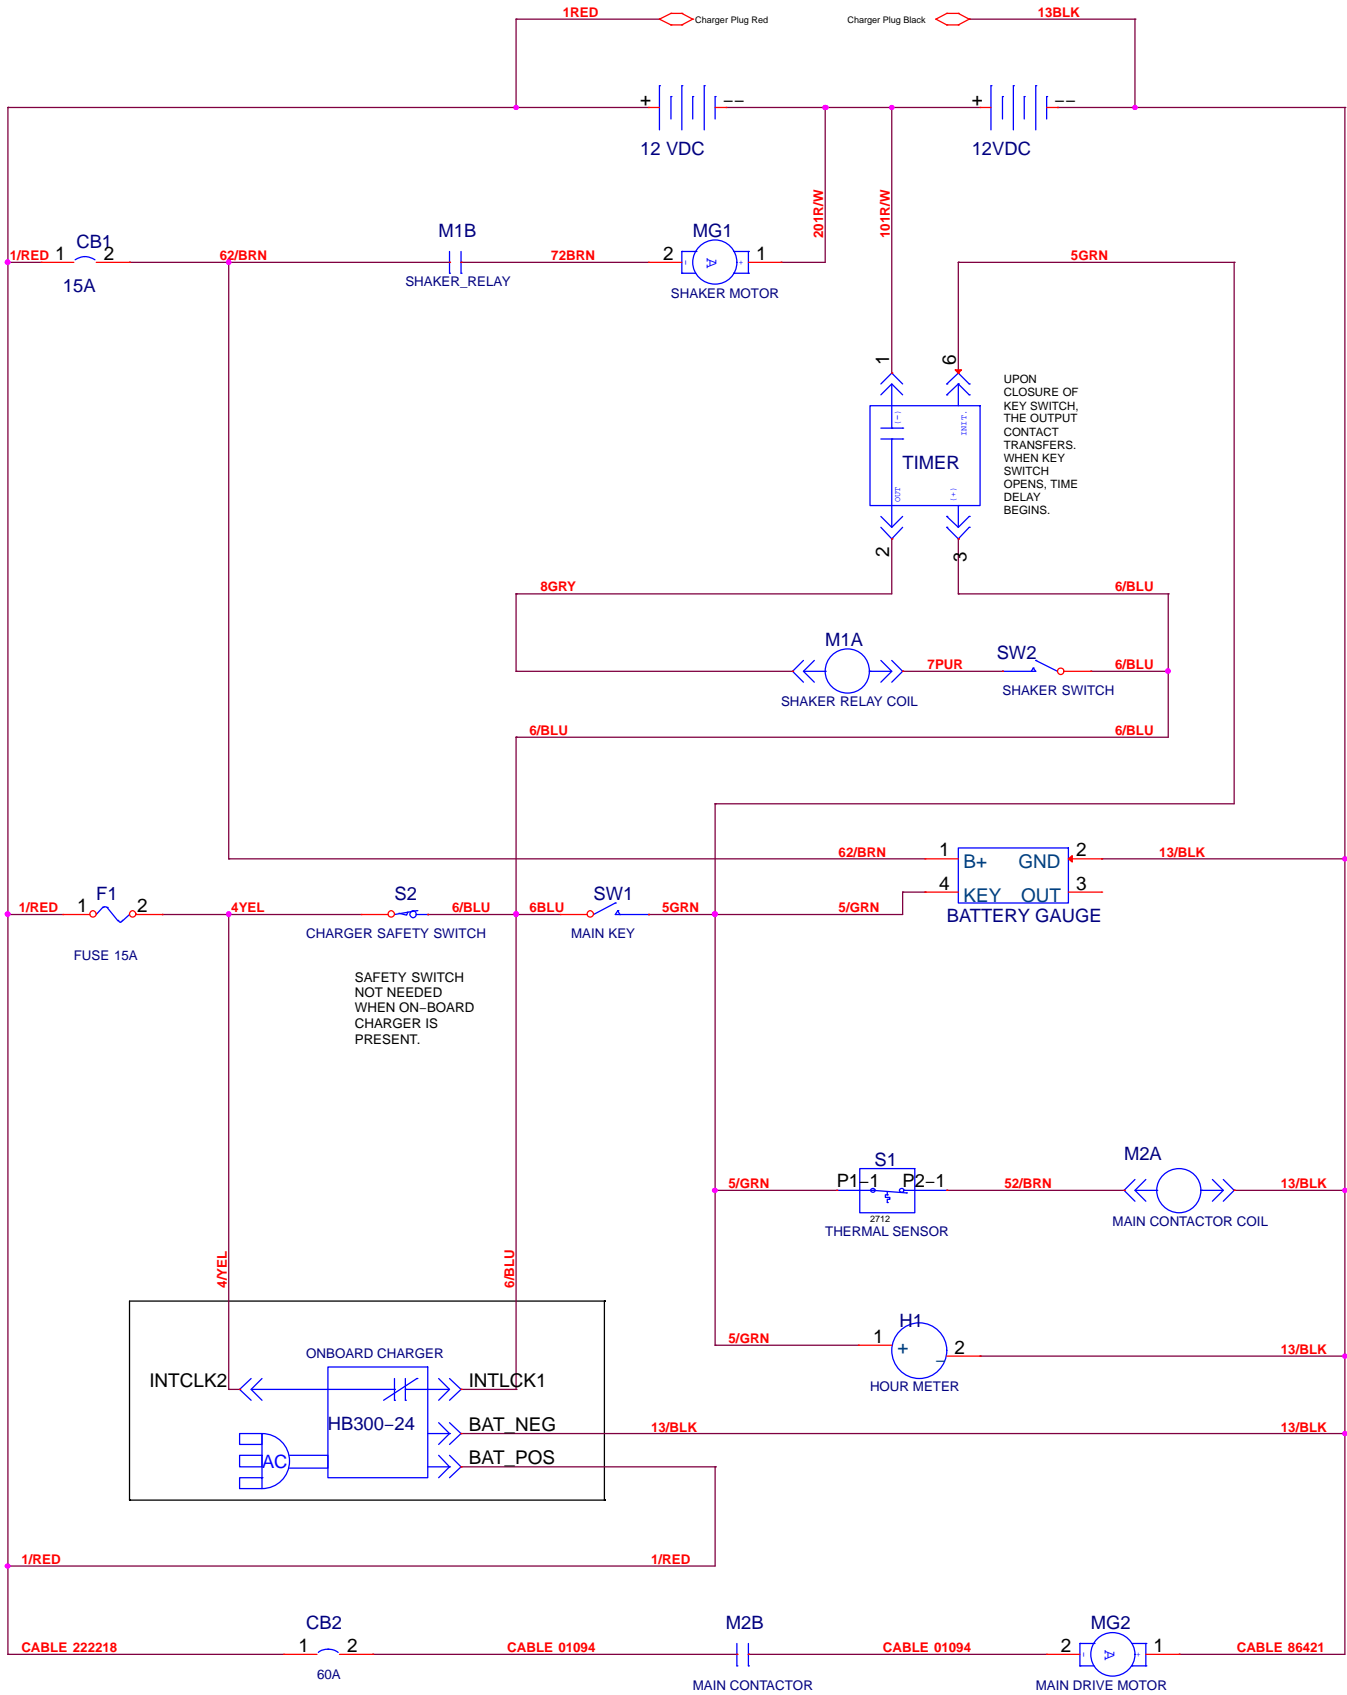 1RED
Charger Plug Red
Charger Plug Black
13BLK
+ --
+ --
12 VDC
12VDC
201R/W
101R/W
1/RED 1 CB1 2
15A
62/BRN
M1B
SHAKER_RELAY
72BRN
MG1
2 - A + 1
SHAKER MOTOR
5GRN
1
6
(-)
INIT.
TIMER
OUT
(+)
2
3
UPON
CLOSURE OF
KEY SWITCH,
THE OUTPUT
CONTACT
TRANSFERS.
WHEN KEY
SWITCH
OPENS, TIME
DELAY
BEGINS.
8GRY
6/BLU
M1A
SHAKER RELAY COIL
7PUR
SW2
SHAKER SWITCH
6/BLU
6/BLU
6/BLU
62/BRN
1 B+ GND 2
13/BLK
4 KEY OUT 3
BATTERY GAUGE
1/RED
F1
1 2
FUSE 15A
4YEL
S2
CHARGER SAFETY SWITCH
6/BLU
6BLU
SW1
MAIN KEY
5GRN
5/GRN
SAFETY SWITCH
NOT NEEDED
WHEN ON-BOARD
CHARGER IS
PRESENT.
5/GRN
S1
P1-1 P2-1
2712
THERMAL SENSOR
52/BRN
M2A
MAIN CONTACTOR COIL
13/BLK
4/YEL
6/BLU
5/GRN
H1
1 + - 2
HOUR METER
13/BLK
ONBOARD CHARGER
INTCLK2
INTLCK1
HB300-24
BAT_NEG
13/BLK
13/BLK
AC
BAT_POS
1/RED
1/RED
CABLE 222218
CB2
1 2
60A
CABLE 01094
M2B
MAIN CONTACTOR
CABLE 01094
MG2
2 - A + 1
MAIN DRIVE MOTOR
CABLE 86421